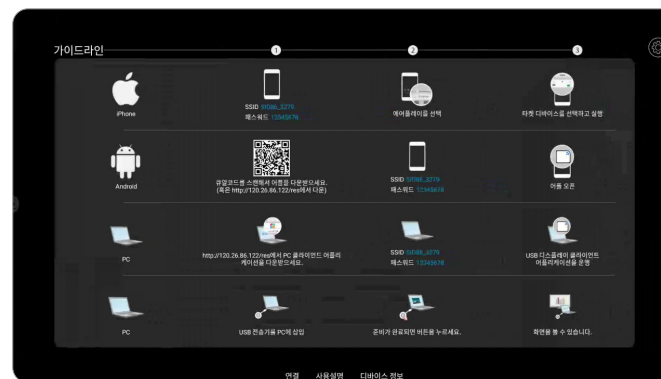 가이드라인
1
2
3
iPhone
SSID 5f086_8279
패스워드 12345678
에어플레이를 선택
타켓 디바이스를 선택하고 실행
Android
큐알코드를 스캔해서 어플을 다운받으세요.
(혹은 http://120.26.86.122/res에서 다운)
SSID 5f086_8279
패스워드 12345678
어플 오픈
PC
http://120.26.86.122/res에서 PC 클라이언드 어플리
케이션을 다운받으세요.
SSID 5f086_8279
패스워드 12345678
USB 디스플레이 클라이언트
어플리케이션을 운행
PC
USB 전송기를 PC에 삽입
준비가 완료되면 버튼을 누르세요.
화면을 볼 수 있습니다.
연결
사용설명
디바이스 정보